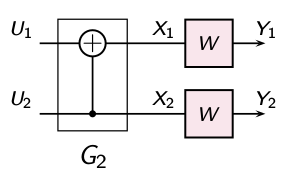 U₁ X₁ W Y₁
U₂ X₂ W Y₂
G₂